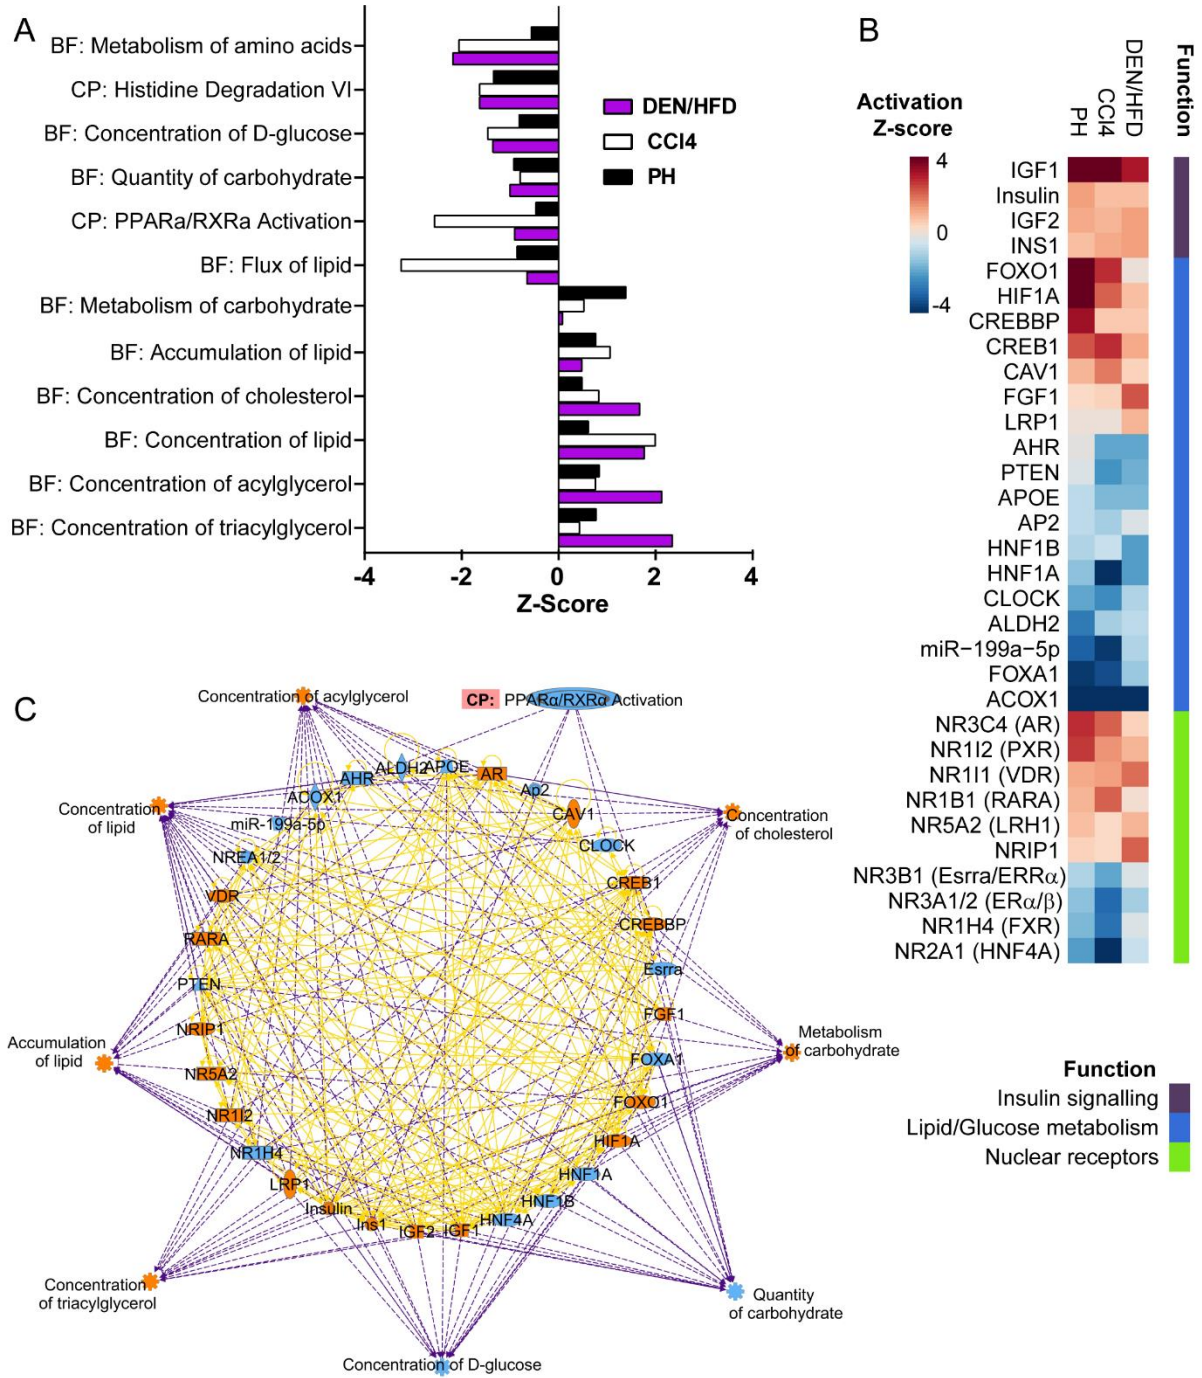 A
BF: Metabolism of amino acids
CP: Histidine Degradation VI
BF: Concentration of D-glucose
BF: Quantity of carbohydrate
CP: PPARa/RXRa Activation
BF: Flux of lipid
BF: Metabolism of carbohydrate
BF: Accumulation of lipid
BF: Concentration of cholesterol
BF: Concentration of lipid
BF: Concentration of acylglycerol
BF: Concentration of triacylglycerol
DEN/HFD
CCl4
PH
-4
-2
0
2
4
Z-Score
B
Activation
Z-score
4
0
-4
PH
CCl4
DEN/HFD
Function
IGF1
Insulin
IGF2
INS1
FOXO1
HIF1A
CREBBP
CREB1
CAV1
FGF1
LRP1
AHR
PTEN
APOE
AP2
HNF1B
HNF1A
CLOCK
ALDH2
miR-199a-5p
FOXA1
ACOX1
NR3C4 (AR)
NR1I2 (PXR)
NR1I1 (VDR)
NR1B1 (RARA)
NR5A2 (LRH1)
NRIP1
NR3B1 (Esrra/ERRα)
NR3A1/2 (ERα/β)
NR1H4 (FXR)
NR2A1 (HNF4A)
Function
Insulin signalling
Lipid/Glucose metabolism
Nuclear receptors
C
Concentration of acylglycerol
CP: PPARα/RXRα Activation
Concentration
of lipid
Concentration
of cholesterol
Accumulation
of lipid
Metabolism
of carbohydrate
Concentration
of triacylglycerol
Quantity
of carbohydrate
Concentration of D-glucose
ALDH2
APOE
AR
AHR
Ap2
ACOX1
CAV1
miR-199a-5p
CLOCK
NREA1/2
CREB1
VDR
CREBBP
RARA
Esrra
PTEN
FGF1
NRIP1
FOXA1
NR5A2
FOXO1
NR1I2
HIF1A
NR1H4
HNF1A
LRP1
HNF1B
Insulin
HNF4A
Ins1
IGF2
IGF1